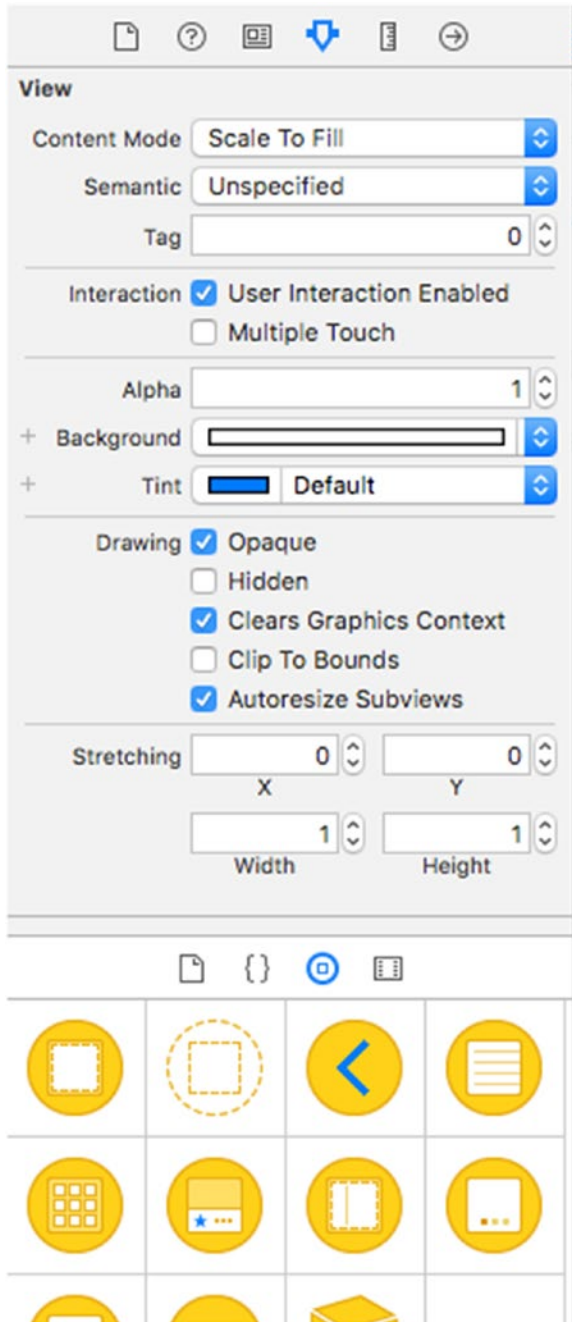 View
Content Mode Scale To Fill
Semantic Unspecified
Tag 0
Interaction User Interaction Enabled
Multiple Touch
Alpha 1
+ Background
+ Tint Default
Drawing Opaque
Hidden
Clears Graphics Context
Clip To Bounds
Autoresize Subviews
Stretching 0 0
X Y
1 1
Width Height
{}